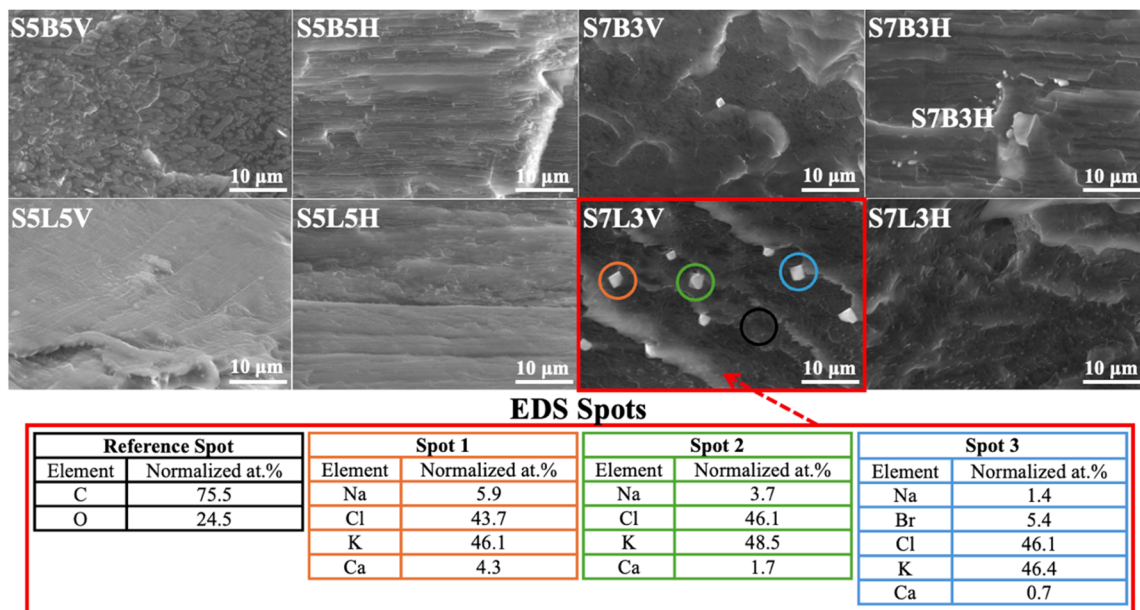 S5B5V S5B5H S7B3V S7B3H
S7B3H
10 µm 10 µm 10 µm 10 µm
S5L5V S5L5H S7L3V S7L3H
10 µm 10 µm 10 µm 10 µm
EDS Spots
Reference Spot Spot 1 Spot 2 Spot 3
Element Normalized at.% Element Normalized at.% Element Normalized at.% Element Normalized at.%
C 75.5 Na 5.9 Na 3.7 Na 1.4
O 24.5 Cl 43.7 Cl 46.1 Br 5.4
K 46.1 K 48.5 Cl 46.1
Ca 4.3 Ca 1.7 K 46.4
Ca 0.7